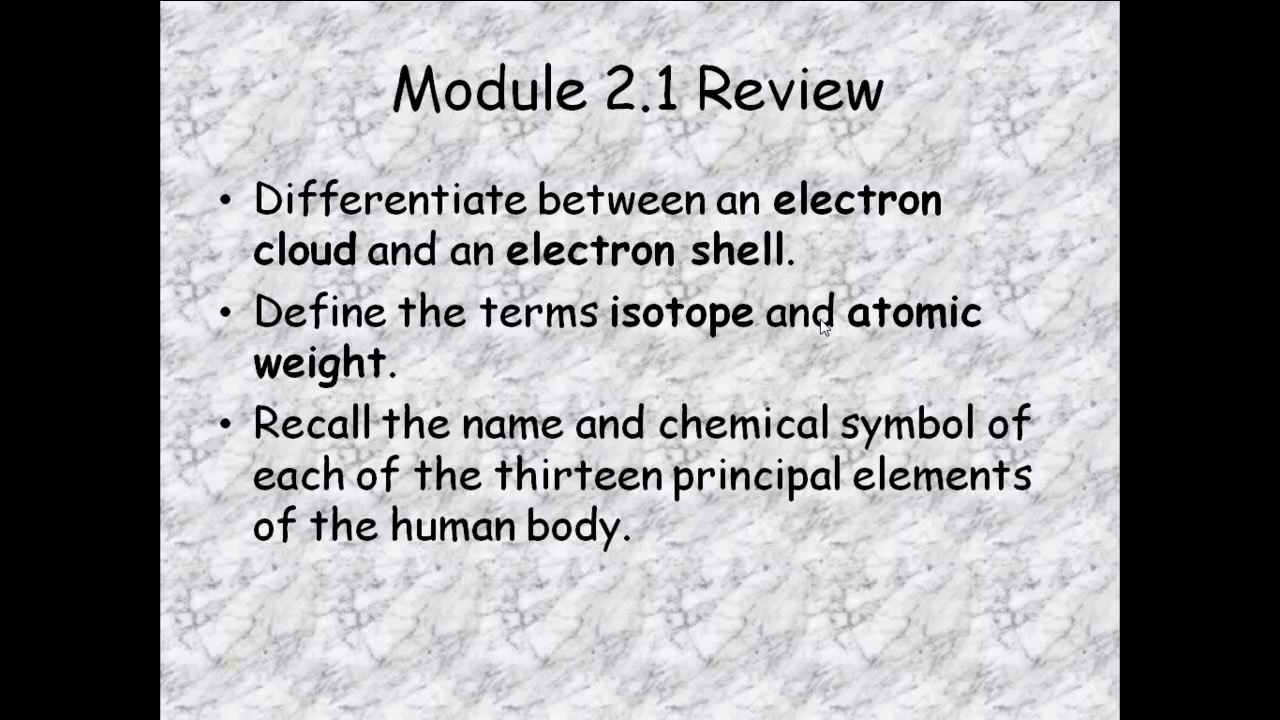 Module 2.1 Review
• Differentiate between an electron
cloud and an electron shell.
• Define the terms isotope and atomic
weight.
• Recall the name and chemical symbol of
each of the thirteen principal elements
of the human body.